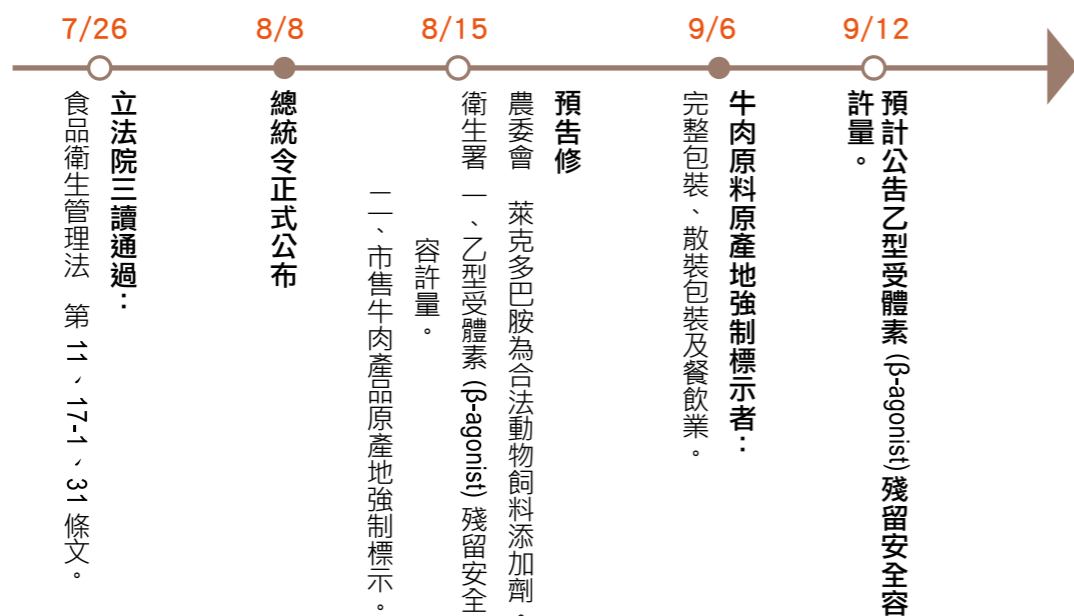 7/26
立法院三讀通過：
食品衛生管理法 第 11、17-1、31 條文。
8/8
總統令正式公布
8/15
預告修
農委會 萊克多巴胺為合法動物飼料添加劑。
衛生署 一、乙型受體素 (β-agonist) 殘留安全
容許量。
二、市售牛肉產品原產地強制標示。
9/6
牛肉原料原產地強制標示者：
完整包裝、散裝包裝及餐飲業。
9/12
預計公告乙型受體素 (β-agonist) 殘留安全容
許量。